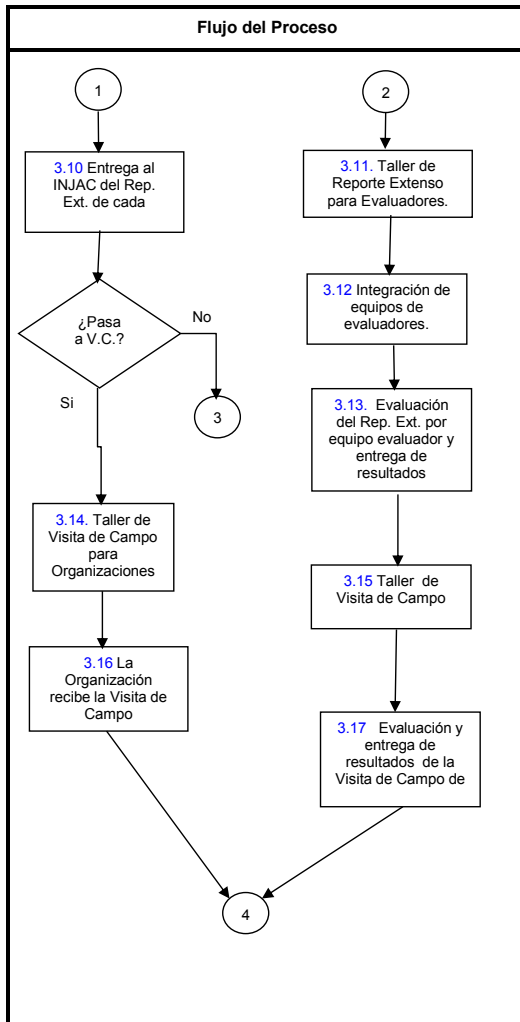 Flujo del Proceso
1
3.10 Entrega al
INJAC del Rep.
Ext. de cada
¿Pasa
a V.C.?
No
3
Si
3.14. Taller de
Visita de Campo
para
Organizaciones
3.16 La
Organización
recibe la Visita de
Campo
2
3.11. Taller de
Reporte Extenso
para Evaluadores.
3.12 Integración de
equipos de
evaluadores.
3.13. Evaluación
del Rep. Ext. por
equipo evaluador y
entrega de
resultados
3.15 Taller de
Visita de Campo
3.17 Evaluación y
entrega de
resultados de la
Visita de Campo de
4